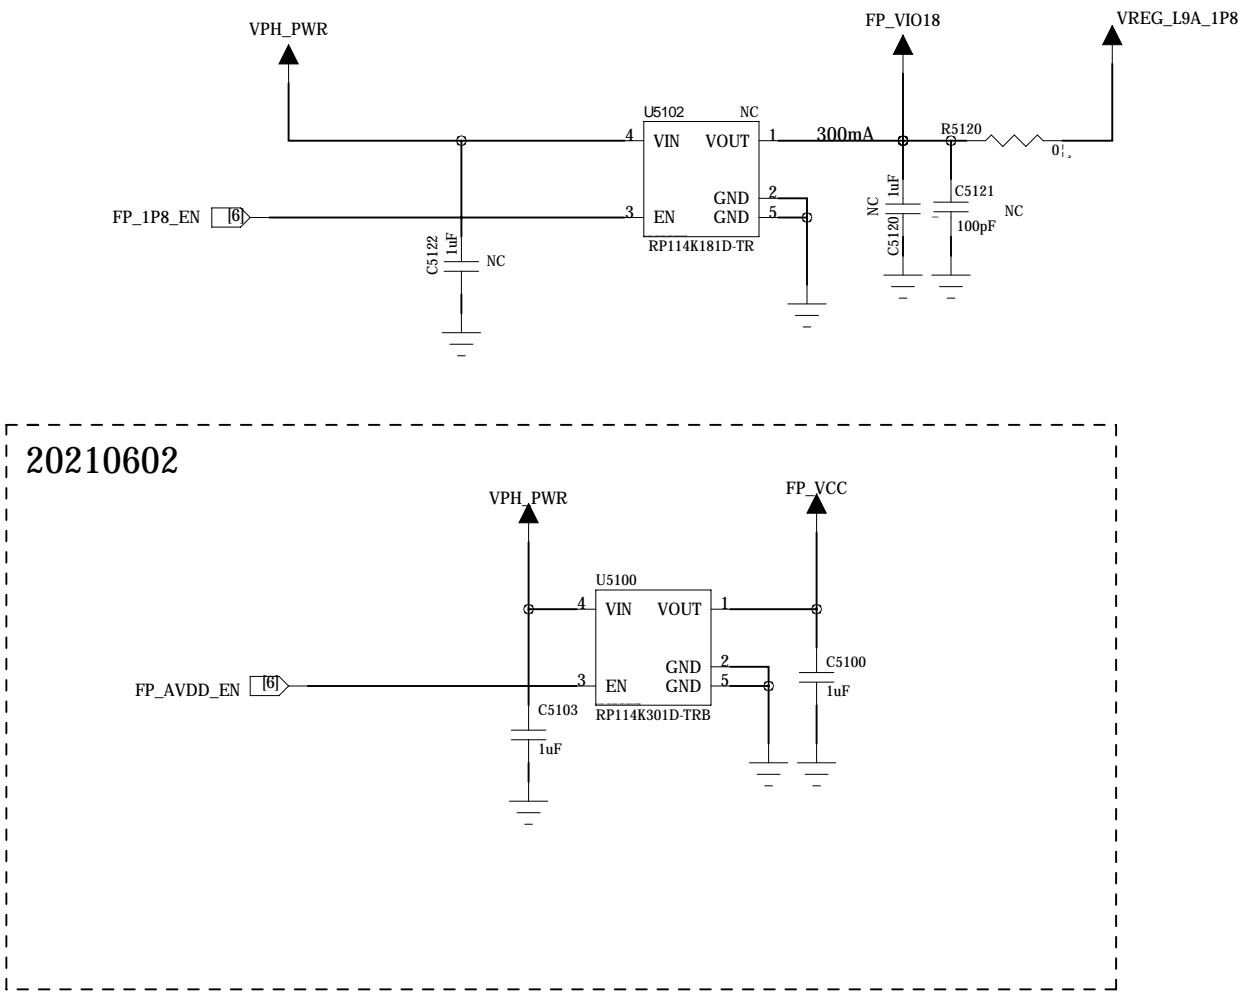 VPH_PWR
FP_VIO18
VREG_L9A_1P8
U5102 NC
4 VIN VOUT 1 300mA R5120
0
FP_1P8_EN [6] 3 EN GND 2
GND 5
RP114K181D-TR
C5122 1uF NC
NC 1uF C5120
C5121
NC
100pF
20210602
VPH_PWR
FP_VCC
U5100
4 VIN VOUT 1
FP_AVDD_EN [6] 3 EN GND 2
GND 5
RP114K301D-TRB
C5103
1uF
C5100
1uF